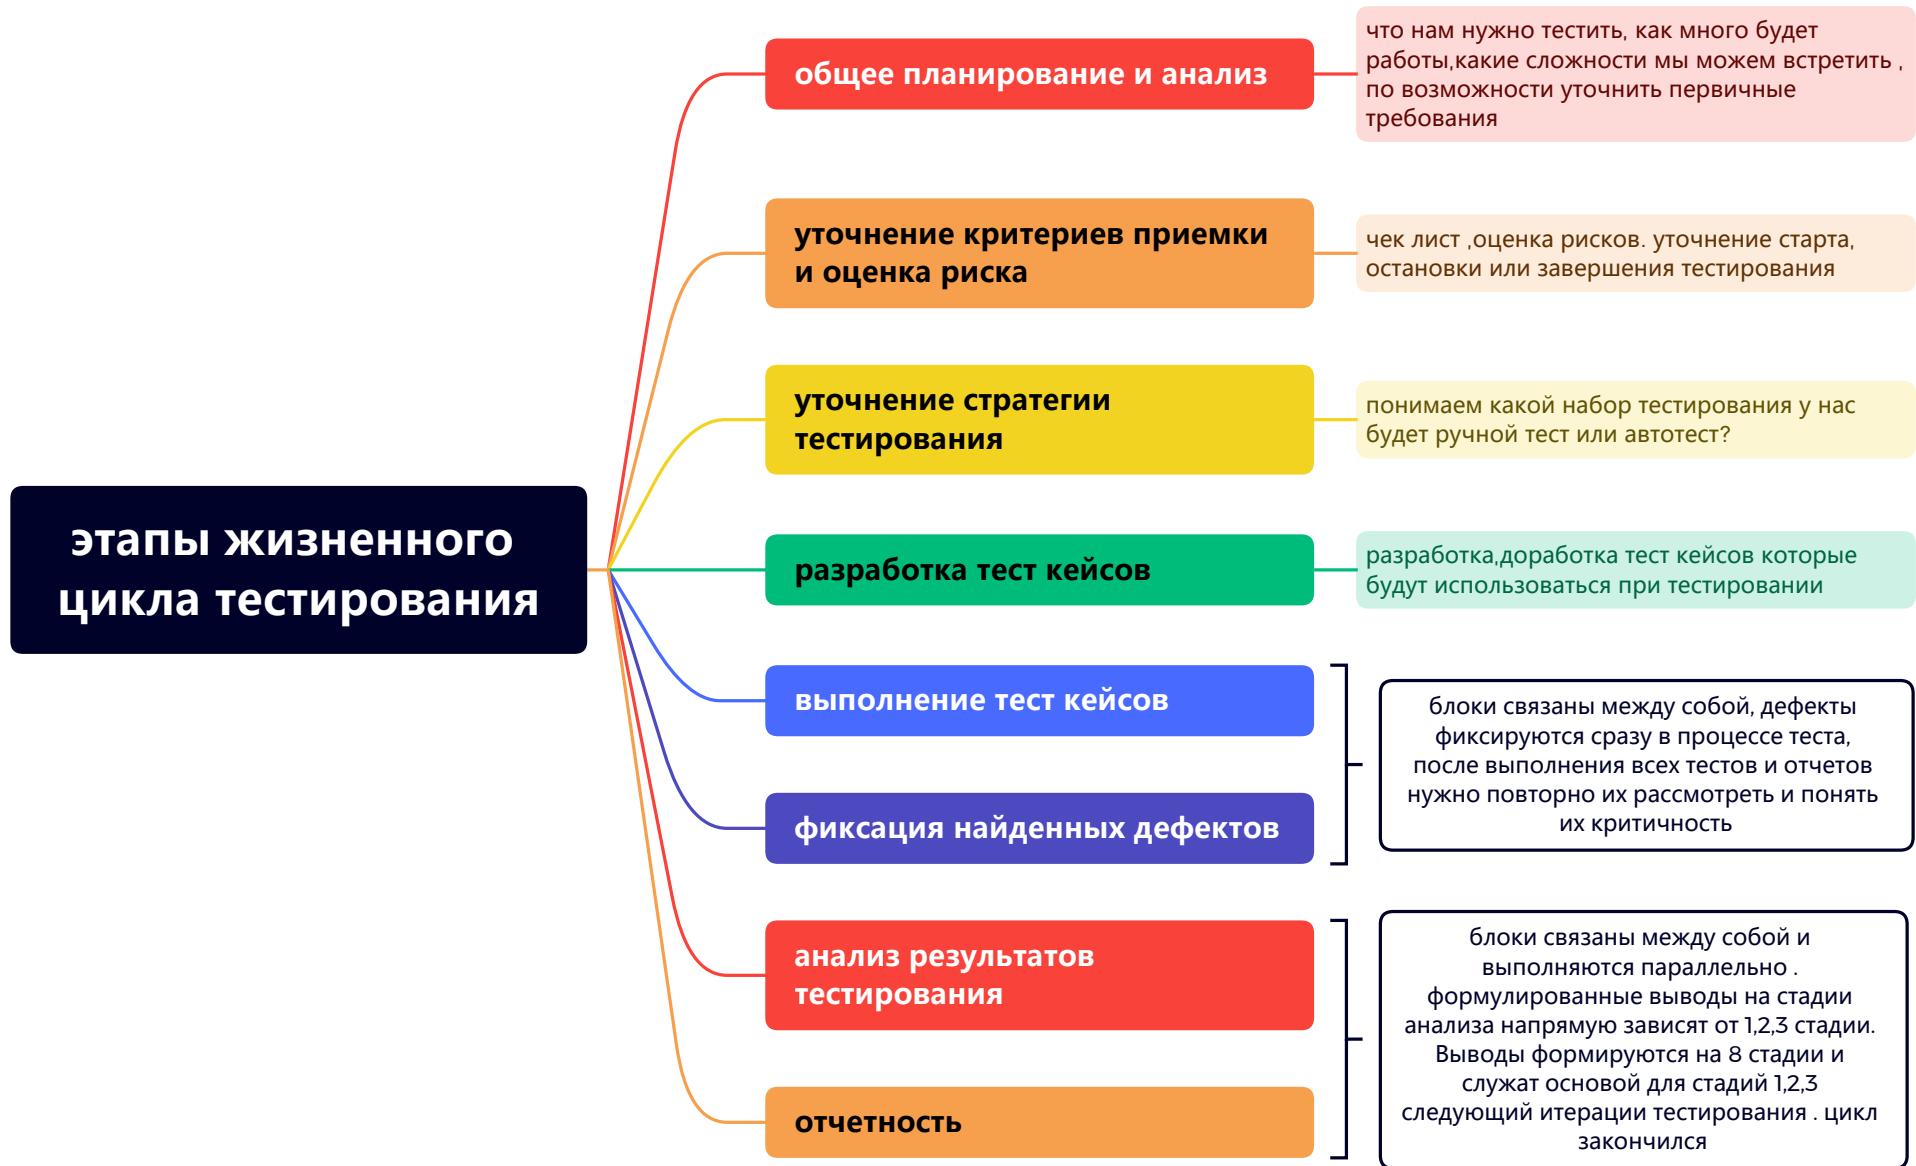 этапы жизненного
цикла тестирования
общее планирование и анализ
что нам нужно тестить, как много будет
работы,какие сложности мы можем встретить ,
по возможности уточнить первичные
требования
уточнение критериев приемки
и оценка риска
чек лист ,оценка рисков. уточнение старта,
остановки или завершения тестирования
уточнение стратегии
тестирования
понимаем какой набор тестирования у нас
будет ручной тест или автотест?
разработка тест кейсов
разработка,доработка тест кейсов которые
будут использоваться при тестировании
выполнение тест кейсов
фиксация найденных дефектов
блоки связаны между собой, дефекты
фиксируются сразу в процессе теста,
после выполнения всех тестов и отчетов
нужно повторно их рассмотреть и понять
их критичность
анализ результатов
тестирования
отчетность
блоки связаны между собой и
выполняются параллельно .
формулированные выводы на стадии
анализа напрямую зависят от 1,2,3 стадии.
Выводы формируются на 8 стадии и
служат основой для стадий 1,2,3
следующий итерации тестирования . цикл
закончился